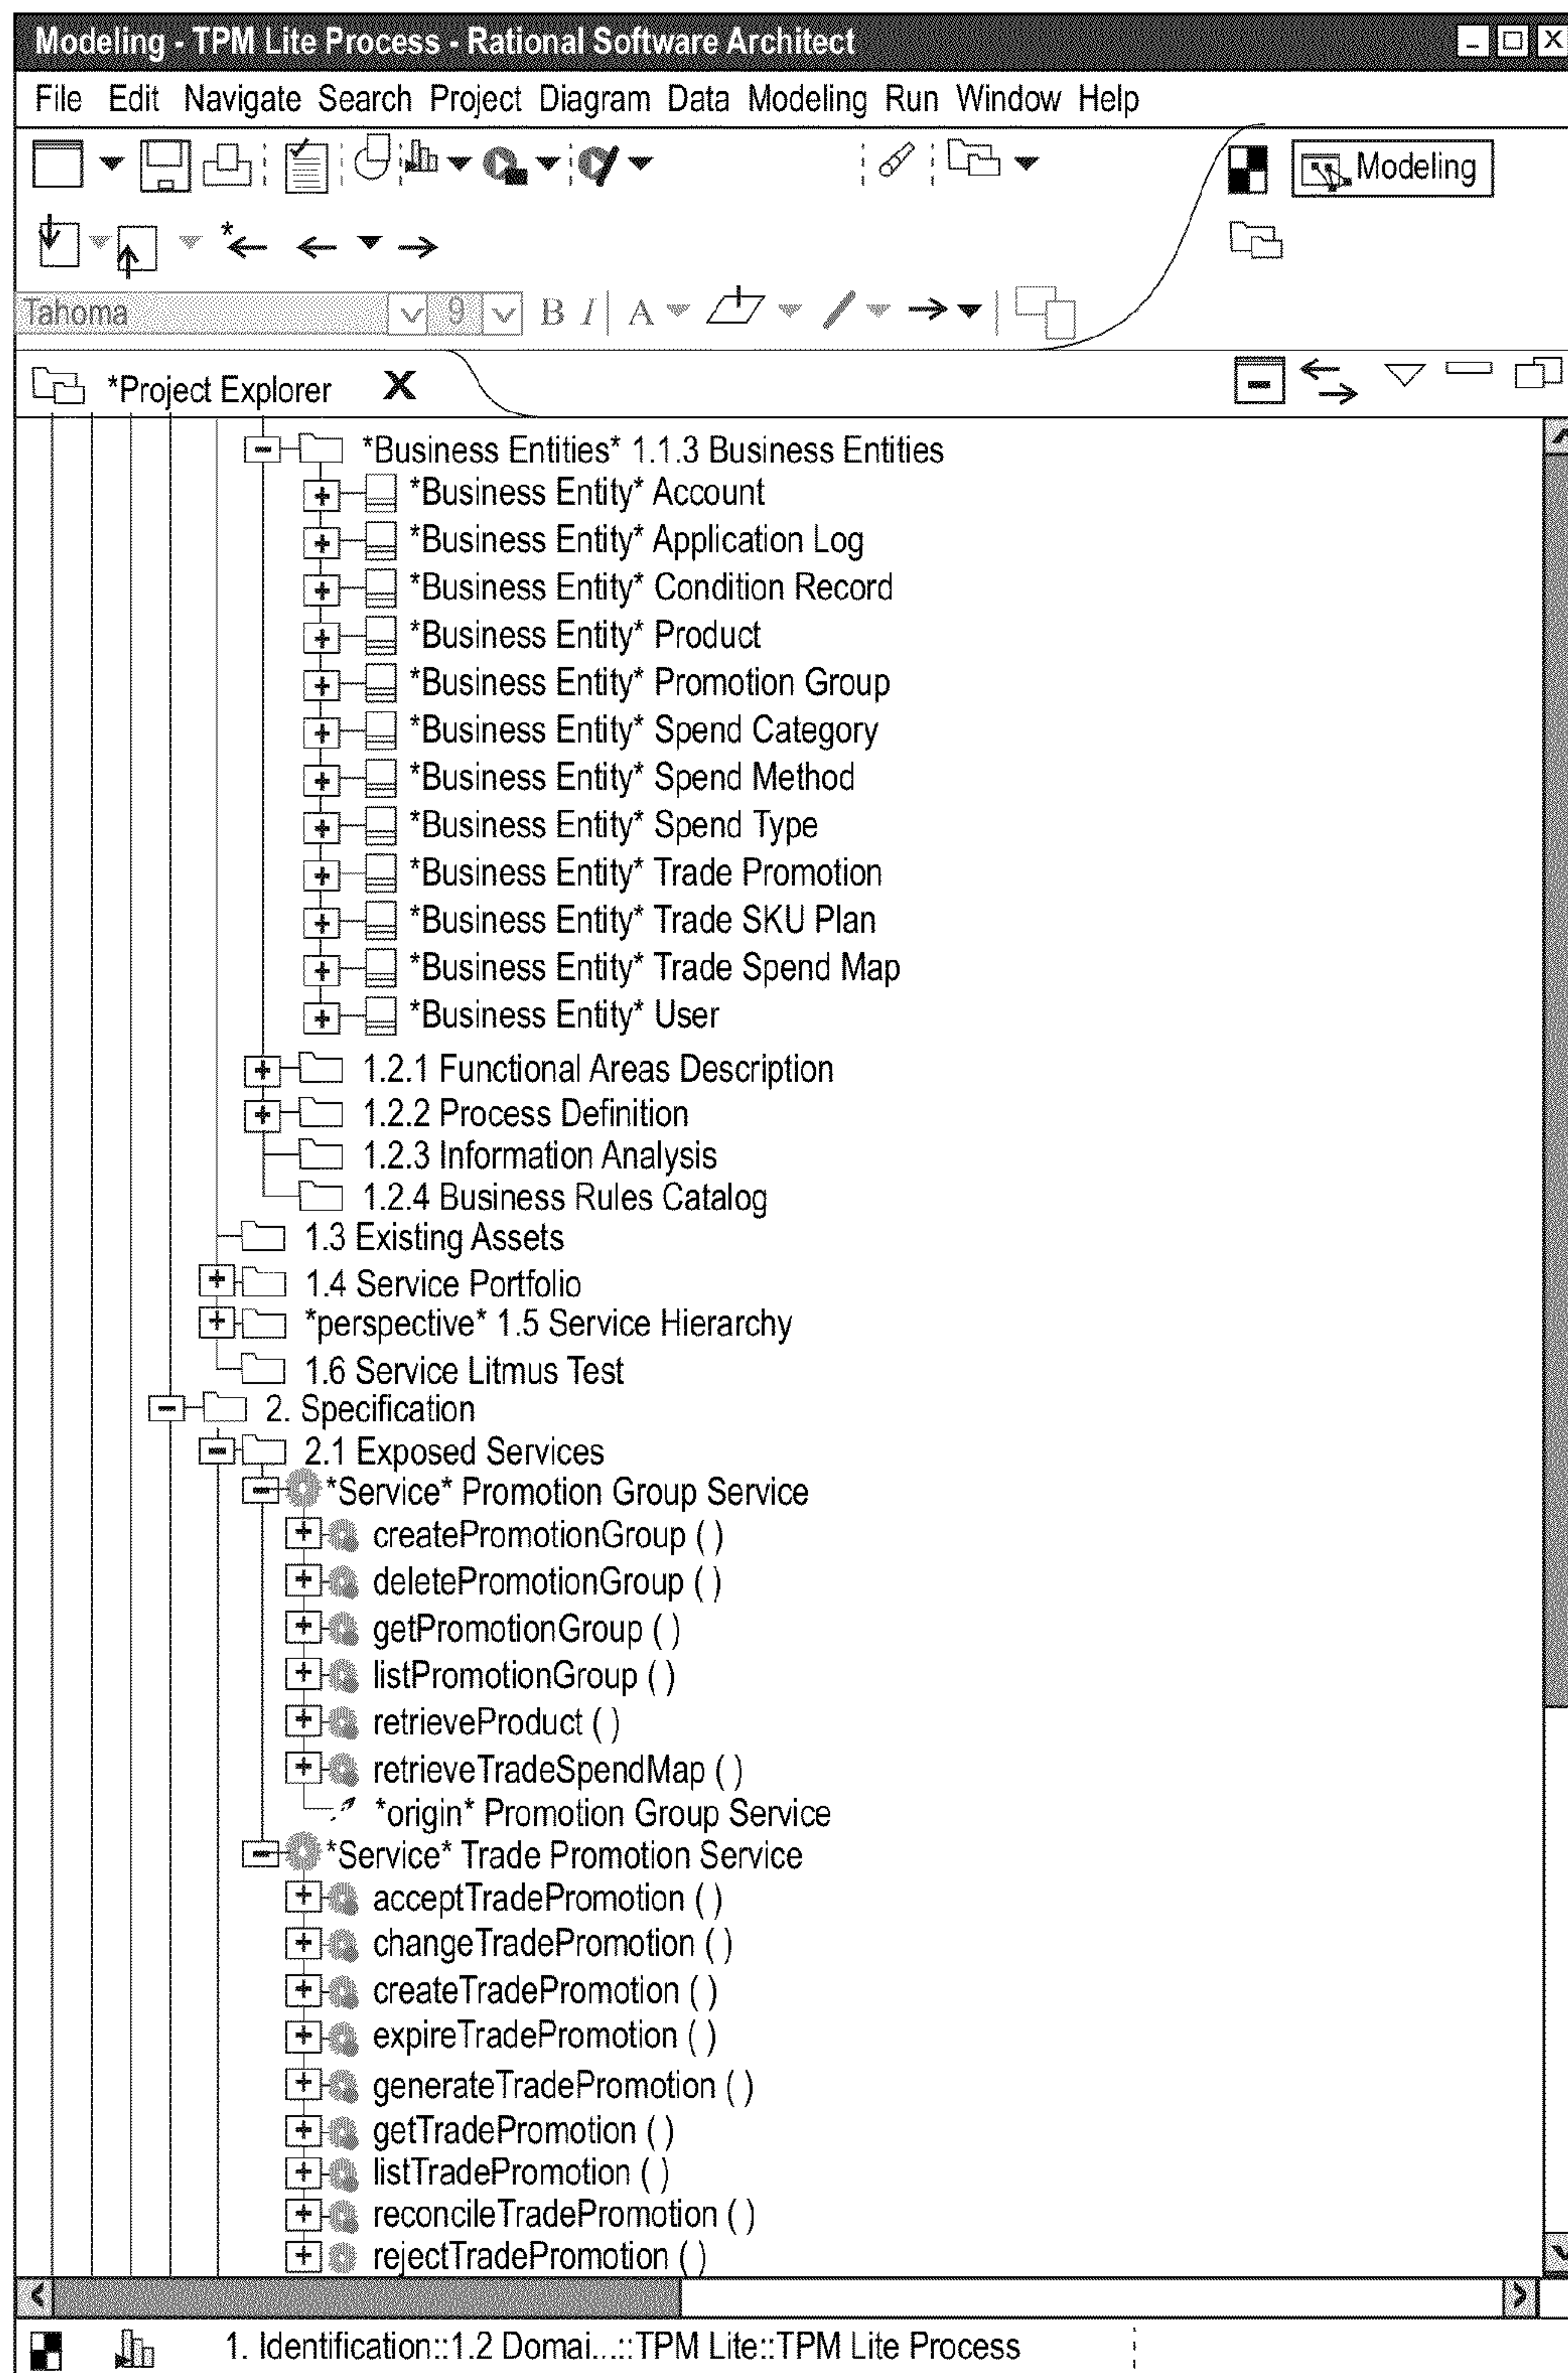 Modeling - TPM Lite Process - Rational Software Architect
File Edit Navigate Search Project Diagram Data Modeling Run Window Help
Modeling
Tahoma 9 B I A
*Project Explorer X
*Business Entities* 1.1.3 Business Entities
*Business Entity* Account
*Business Entity* Application Log
*Business Entity* Condition Record
*Business Entity* Product
*Business Entity* Promotion Group
*Business Entity* Spend Category
*Business Entity* Spend Method
*Business Entity* Spend Type
*Business Entity* Trade Promotion
*Business Entity* Trade SKU Plan
*Business Entity* Trade Spend Map
*Business Entity* User
1.2.1 Functional Areas Description
1.2.2 Process Definition
1.2.3 Information Analysis
1.2.4 Business Rules Catalog
1.3 Existing Assets
1.4 Service Portfolio
*perspective* 1.5 Service Hierarchy
1.6 Service Litmus Test
2. Specification
2.1 Exposed Services
*Service* Promotion Group Service
createPromotionGroup ( )
deletePromotionGroup ( )
getPromotionGroup ( )
listPromotionGroup ( )
retrieveProduct ( )
retrieveTradeSpendMap ( )
*origin* Promotion Group Service
*Service* Trade Promotion Service
acceptTradePromotion ( )
changeTradePromotion ( )
createTradePromotion ( )
expireTradePromotion ( )
generateTradePromotion ( )
getTradePromotion ( )
listTradePromotion ( )
reconcileTradePromotion ( )
rejectTradePromotion ( )
1. Identification::1.2 Domai...::TPM Lite::TPM Lite Process